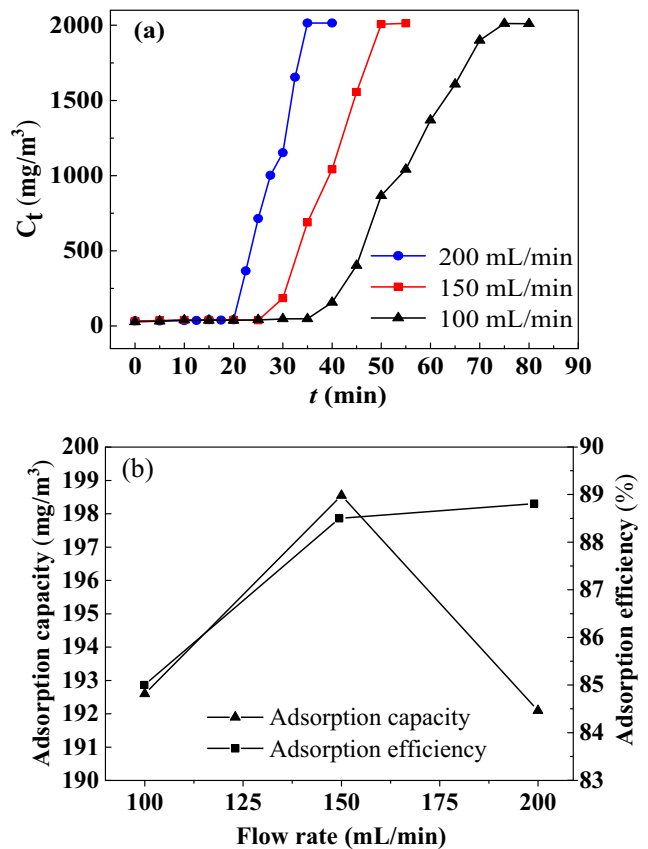 (a)
2000
1500
1000
500
0
Ct (mg/m³)
200 mL/min
150 mL/min
100 mL/min
0 10 20 30 40 50 60 70 80 90
t (min)
(b)
200
199
198
197
196
195
194
193
192
191
190
Adsorption capacity (mg/m³)
90
89
88
87
86
85
84
83
Adsorption efficiency (%)
Adsorption capacity
Adsorption efficiency
100 125 150 175 200
Flow rate (mL/min)